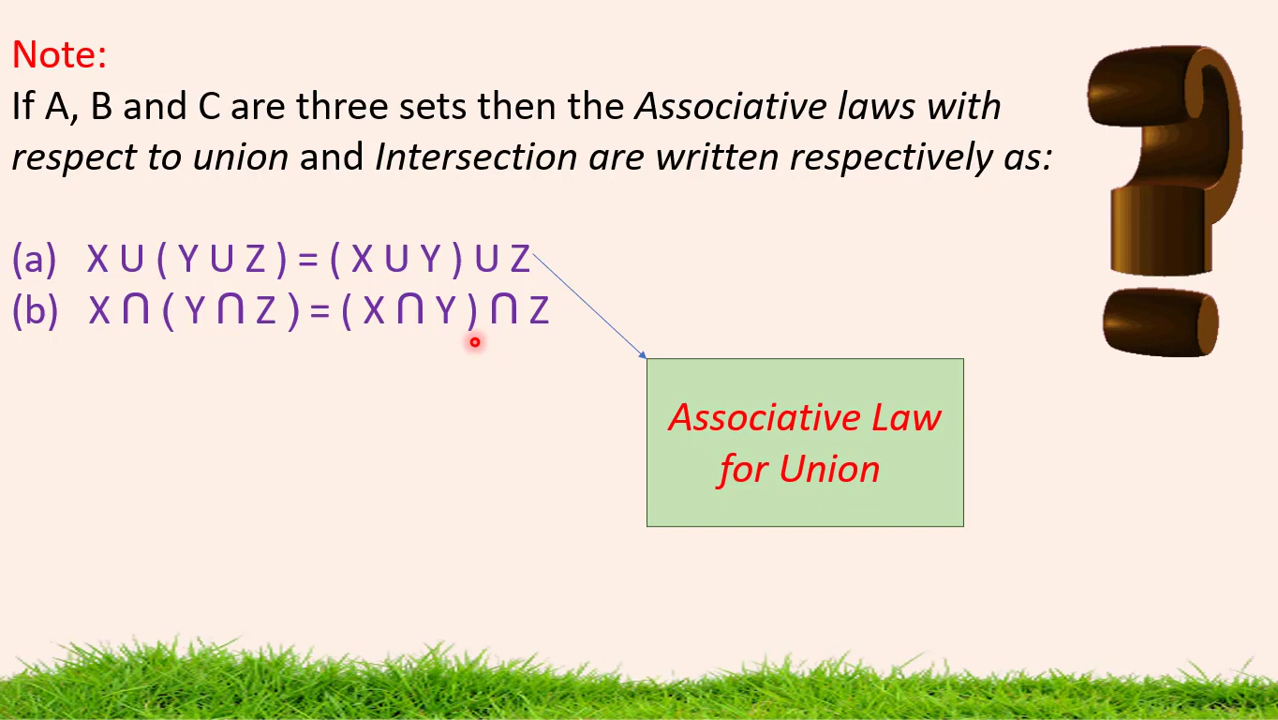 Note:
If A, B and C are three sets then the Associative laws with
respect to union and Intersection are written respectively as:
(a) X U ( Y U Z ) = ( X U Y ) U Z
(b) X ꓵ ( Y ꓵ Z ) = ( X ꓵ Y ) ꓵ Z
Associative Law
for Union